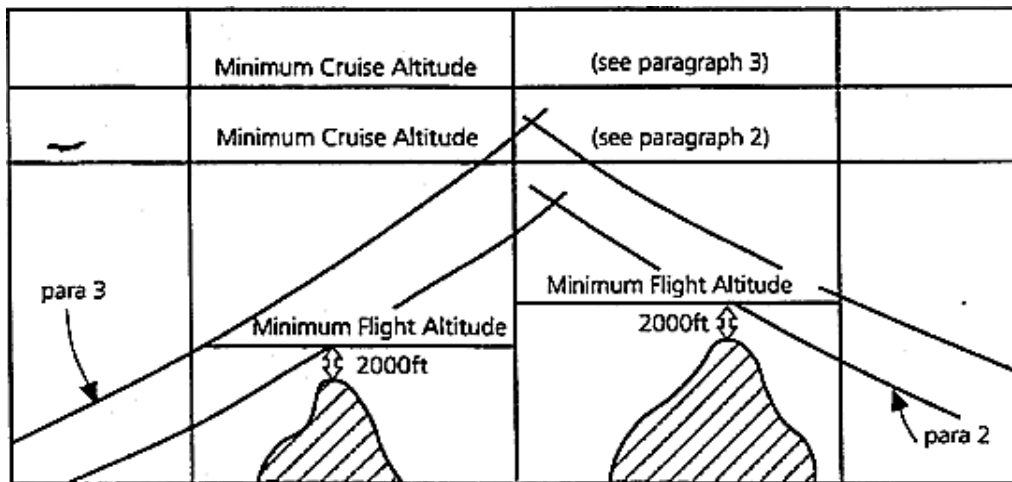 Minimum Cruise Altitude (see paragraph 3)
Minimum Cruise Altitude (see paragraph 2)
para 3
Minimum Flight Altitude
2000ft
Minimum Flight Altitude
2000ft
para 2